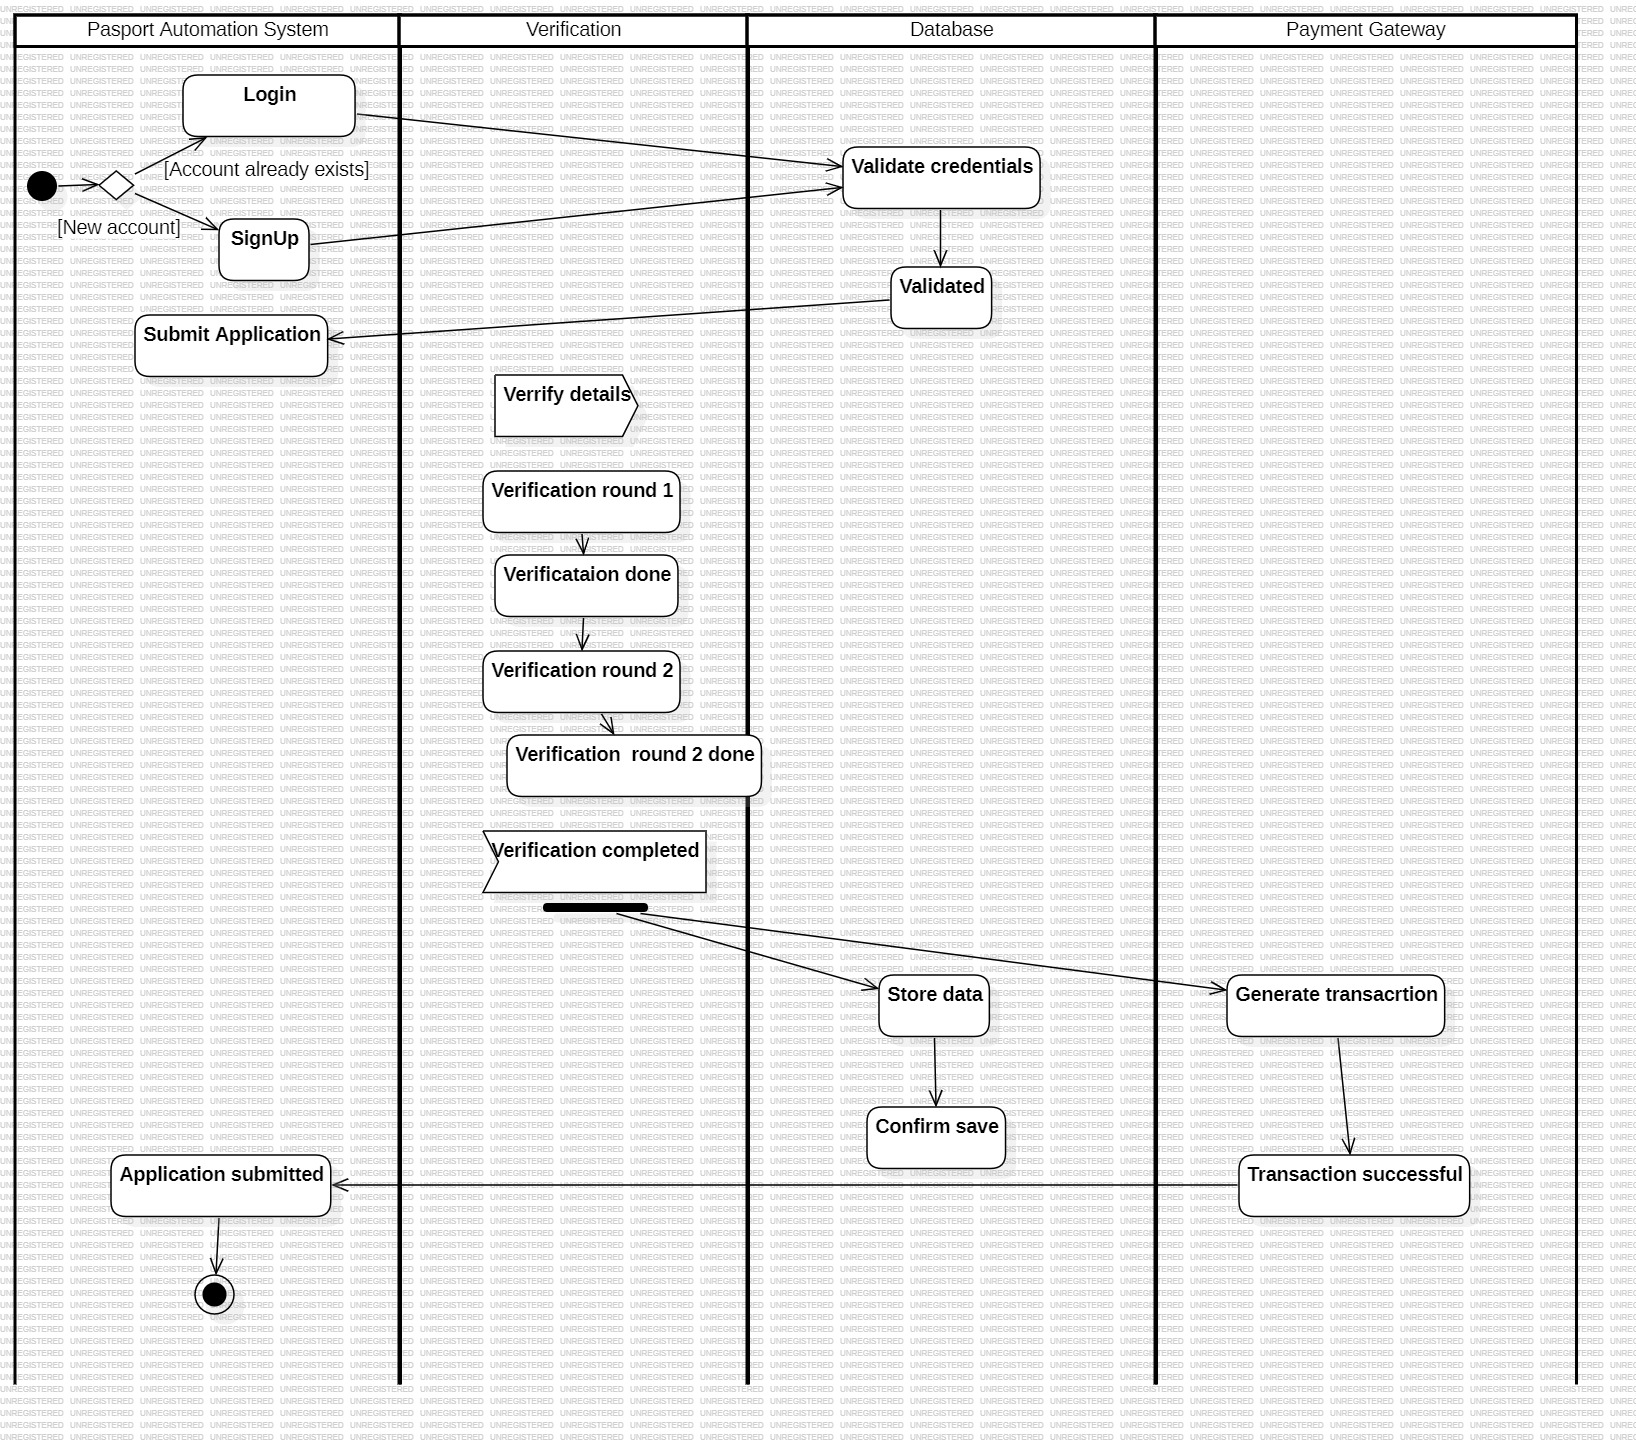 Pasport Automation System
Verification
Database
Payment Gateway
Login
[Account already exists]
Validate credentials
[New account]
SignUp
Validated
Submit Application
Verrify details
Verification round 1
Verificataion done
Verification round 2
Verification  round 2 done
Verification completed
Store data
Generate transacrtion
Confirm save
Application submitted
Transaction successful
UNREGISTERED